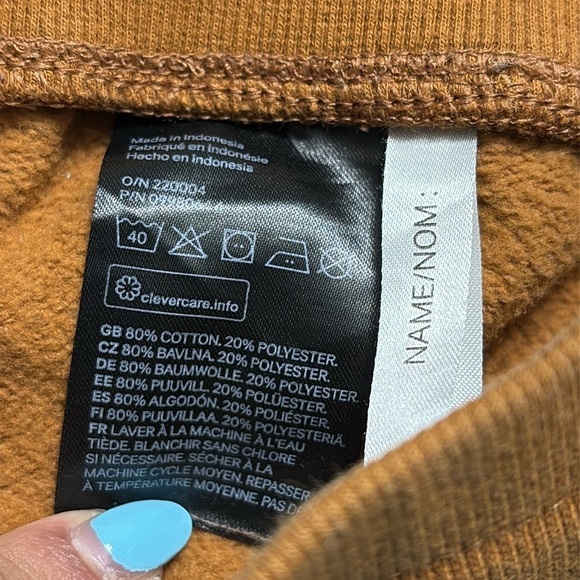 Made in Indonesia
Fabriqué en Indonésie
Hecho en Indonesia
O/N 220004
P/N
40
clevercare.info
GB 80% COTTON. 20% POLYESTER.
CZ 80% BAVLNA. 20% POLYESTER.
DE 80% BAUMWOLLE. 20% POLYESTER.
EE 80% PUUVILL. 20% POLÜESTER.
ES 80% ALGODÓN. 20% POLIÉSTER.
FI 80% PUUVILLAA. 20% POLYESTERIÄ.
FR LAVER À LA MACHINE À L'EAU
TIÈDE. BLANCHIR SANS CHLORE
SI NÉCESSAIRE. SÉCHER À LA
MACHINE CYCLE MOYEN. REPASSER
À TEMPÉRATURE MOYENNE. PAS DE
NAME/NOM: